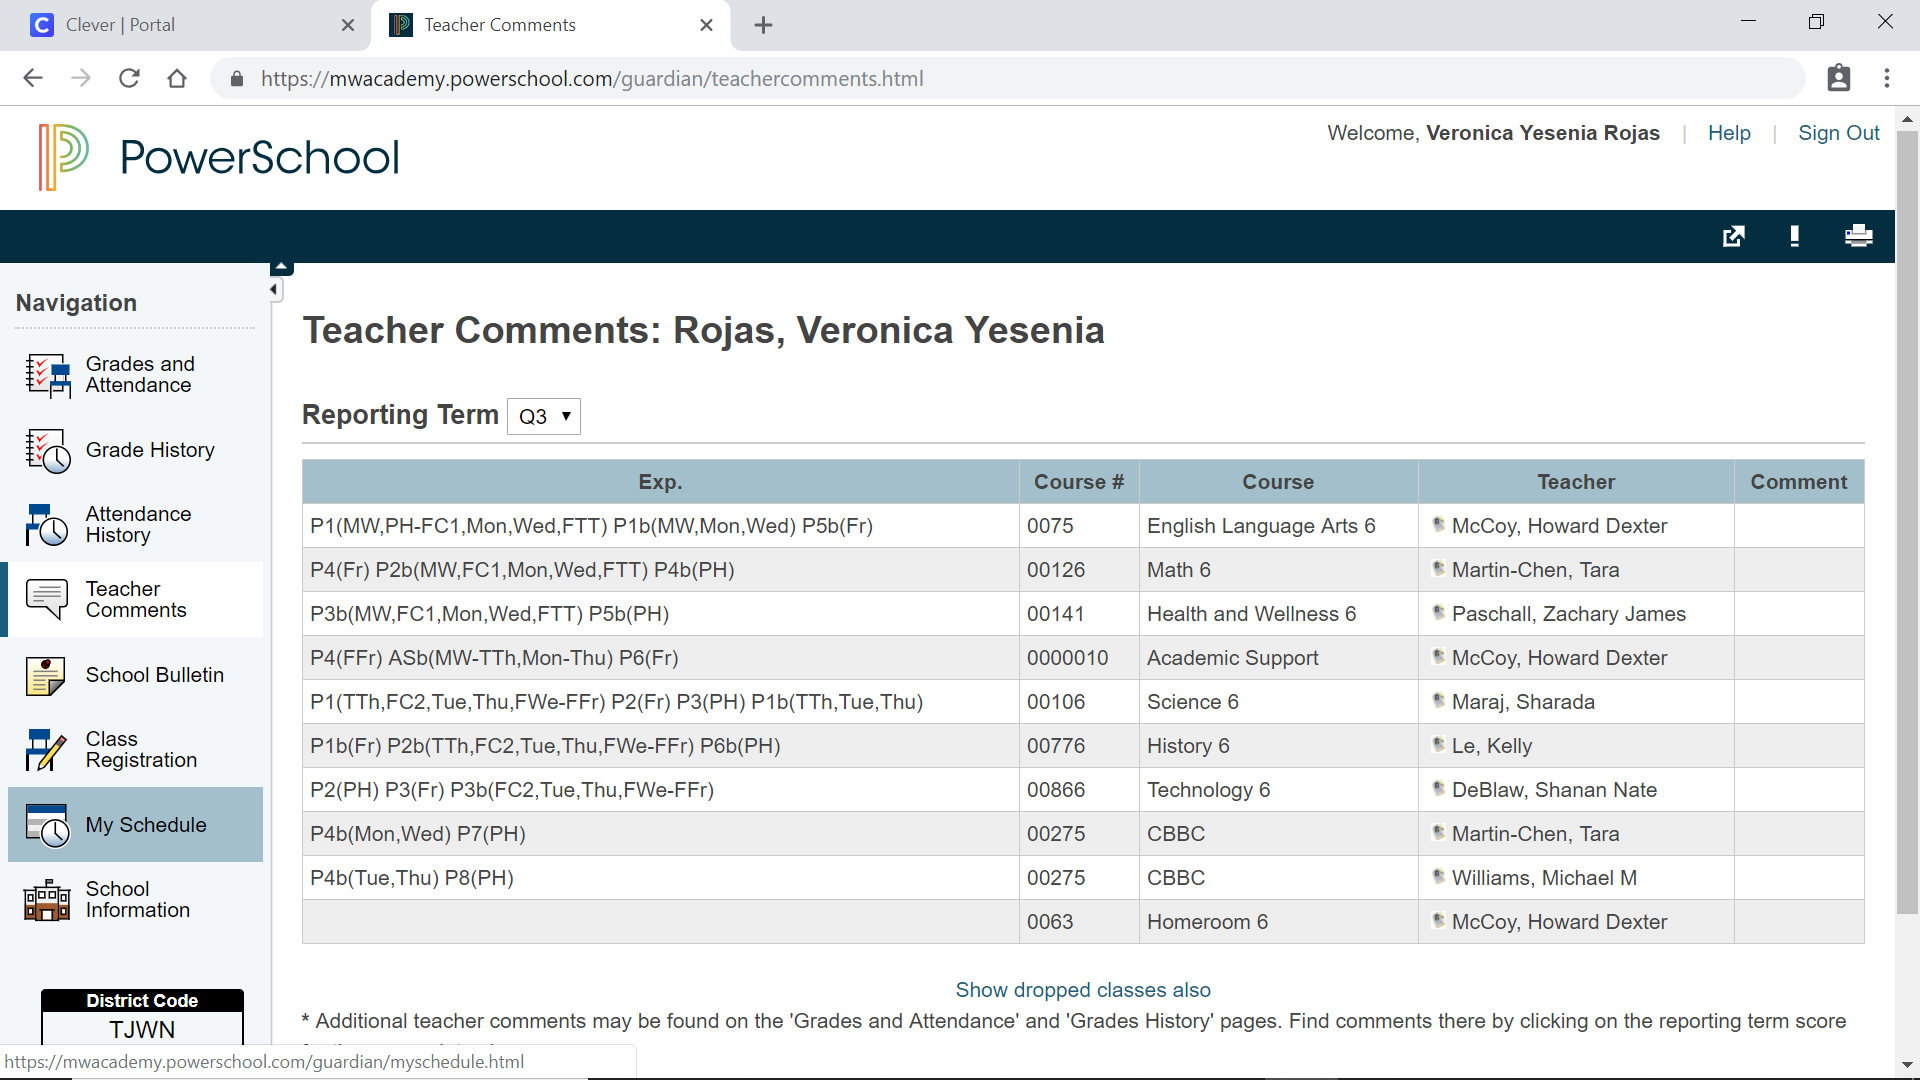 Clever | Portal
Teacher Comments
https://mwacademy.powerschool.com/guardian/teachercomments.html
PowerSchool
Welcome, Veronica Yesenia Rojas | Help | Sign Out
Navigation
Grades and
Attendance
Grade History
Attendance
History
Teacher
Comments
School Bulletin
Class
Registration
My Schedule
School
Information
District Code
TJWN
Teacher Comments: Rojas, Veronica Yesenia
Reporting Term Q3
Exp. Course # Course Teacher Comment
P1(MW,PH-FC1,Mon,Wed,FTT) P1b(MW,Mon,Wed) P5b(Fr) 0075 English Language Arts 6 McCoy, Howard Dexter
P4(Fr) P2b(MW,FC1,Mon,Wed,FTT) P4b(PH) 00126 Math 6 Martin-Chen, Tara
P3b(MW,FC1,Mon,Wed,FTT) P5b(PH) 00141 Health and Wellness 6 Paschall, Zachary James
P4(FFr) ASb(MW-TTh,Mon-Thu) P6(Fr) 0000010 Academic Support McCoy, Howard Dexter
P1(TTh,FC2,Tue,Thu,FWe-FFr) P2(Fr) P3(PH) P1b(TTh,Tue,Thu) 00106 Science 6 Maraj, Sharada
P1b(Fr) P2b(TTh,FC2,Tue,Thu,FWe-FFr) P6b(PH) 00776 History 6 Le, Kelly
P2(PH) P3(Fr) P3b(FC2,Tue,Thu,FWe-FFr) 00866 Technology 6 DeBlaw, Shanan Nate
P4b(Mon,Wed) P7(PH) 00275 CBBC Martin-Chen, Tara
P4b(Tue,Thu) P8(PH) 00275 CBBC Williams, Michael M
0063 Homeroom 6 McCoy, Howard Dexter
Show dropped classes also
* Additional teacher comments may be found on the 'Grades and Attendance' and 'Grades History' pages. Find comments there by clicking on the reporting term score
https://mwacademy.powerschool.com/guardian/myschedule.html